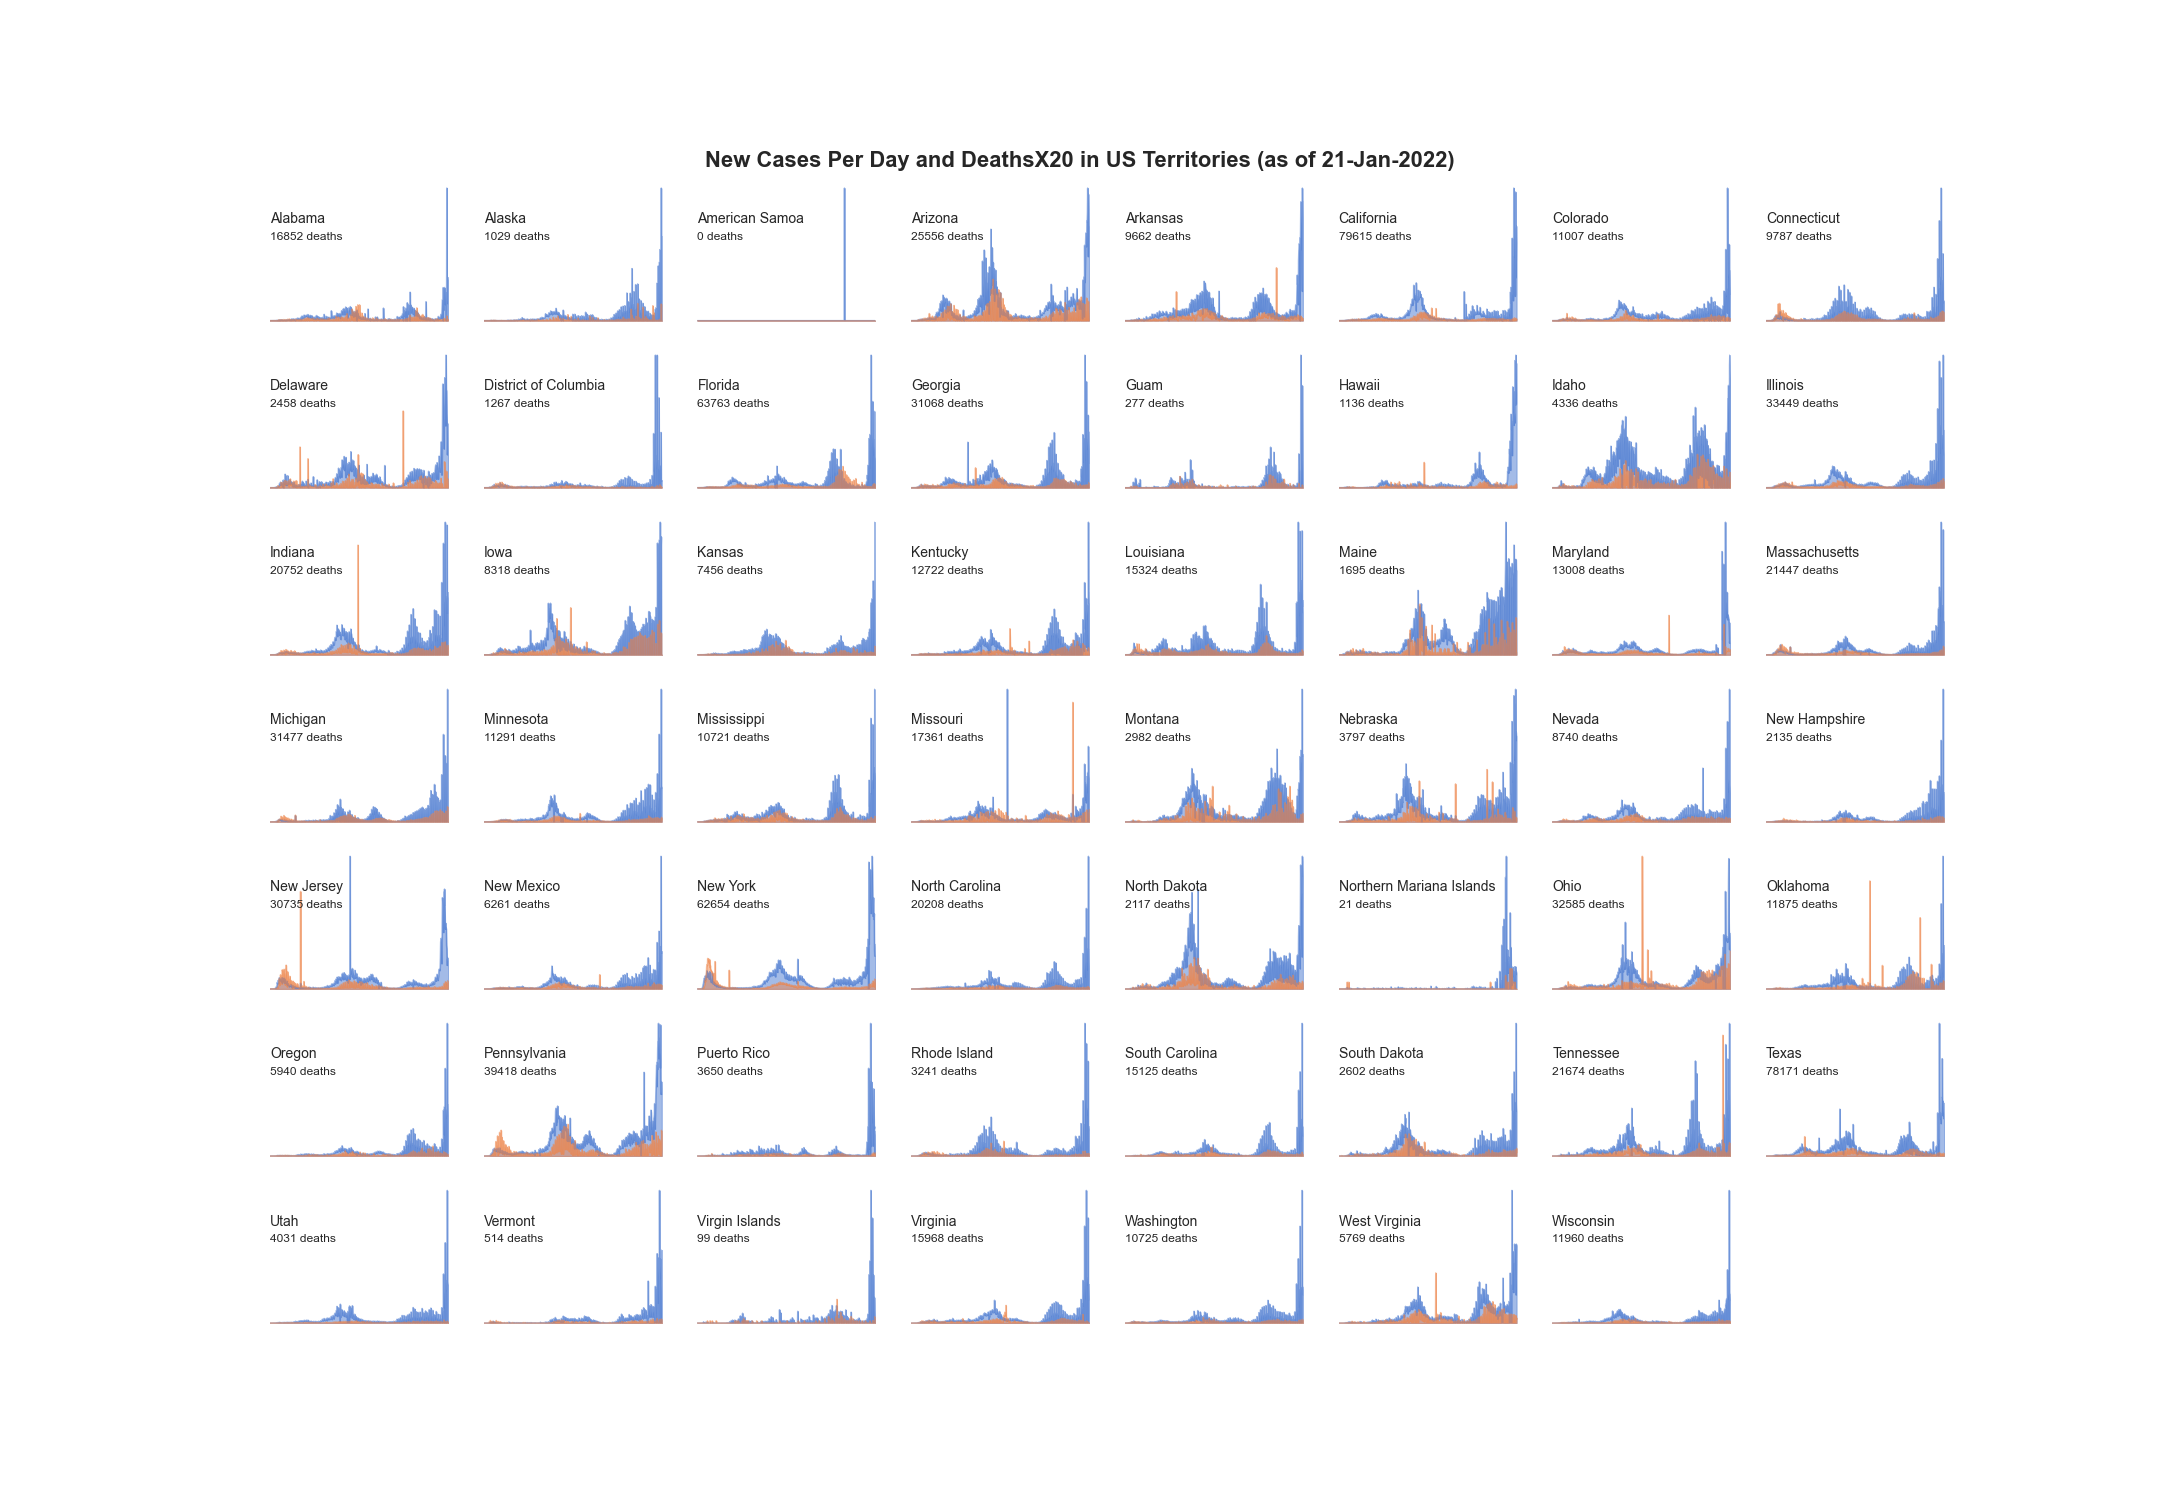 New Cases Per Day and DeathsX20 in US Territories (as of 21-Jan-2022)
Alabama
16852 deaths
Alaska
1029 deaths
American Samoa
0 deaths
Arizona
25556 deaths
Arkansas
9662 deaths
California
79615 deaths
Colorado
11007 deaths
Connecticut
9787 deaths
Delaware
2458 deaths
District of Columbia
1267 deaths
Florida
63763 deaths
Georgia
31068 deaths
Guam
277 deaths
Hawaii
1136 deaths
Idaho
4336 deaths
Illinois
33449 deaths
Indiana
20752 deaths
Iowa
8318 deaths
Kansas
7456 deaths
Kentucky
12722 deaths
Louisiana
15324 deaths
Maine
1695 deaths
Maryland
13008 deaths
Massachusetts
21447 deaths
Michigan
31477 deaths
Minnesota
11291 deaths
Mississippi
10721 deaths
Missouri
17361 deaths
Montana
2982 deaths
Nebraska
3797 deaths
Nevada
8740 deaths
New Hampshire
2135 deaths
New Jersey
30735 deaths
New Mexico
6261 deaths
New York
62654 deaths
North Carolina
20208 deaths
North Dakota
2117 deaths
Northern Mariana Islands
21 deaths
Ohio
32585 deaths
Oklahoma
11875 deaths
Oregon
5940 deaths
Pennsylvania
39418 deaths
Puerto Rico
3650 deaths
Rhode Island
3241 deaths
South Carolina
15125 deaths
South Dakota
2602 deaths
Tennessee
21674 deaths
Texas
78171 deaths
Utah
4031 deaths
Vermont
514 deaths
Virgin Islands
99 deaths
Virginia
15968 deaths
Washington
10725 deaths
West Virginia
5769 deaths
Wisconsin
11960 deaths